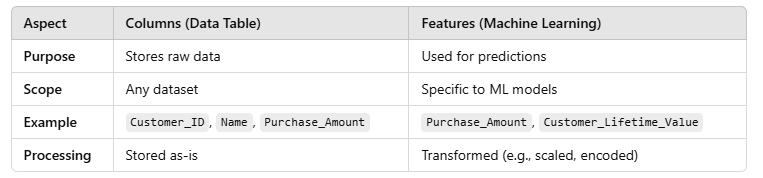 Aspect Columns (Data Table) Features (Machine Learning)
Purpose Stores raw data Used for predictions
Scope Any dataset Specific to ML models
Example Customer_ID, Name, Purchase_Amount Purchase_Amount, Customer_Lifetime_Value
Processing Stored as-is Transformed (e.g., scaled, encoded)